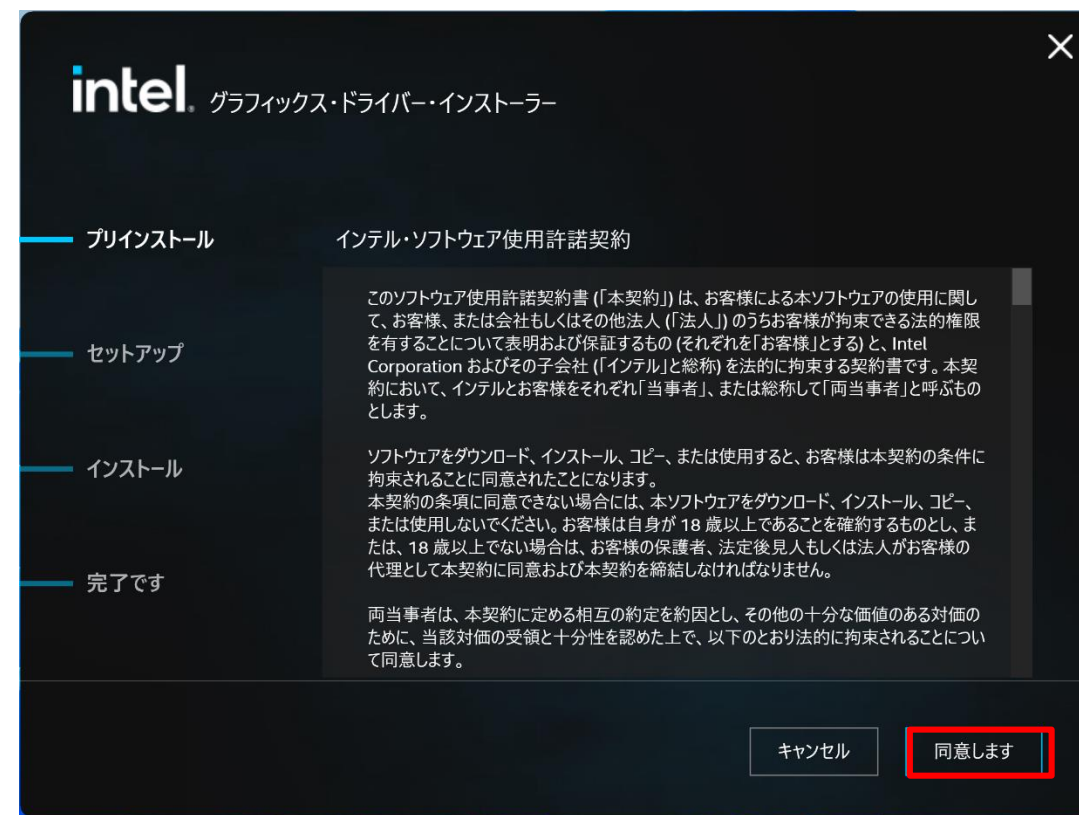 intel. グラフィックス・ドライバー・インストーラー
プリインストール
セットアップ
インストール
完了です
インテル・ソフトウェア使用許諾契約
このソフトウェア使用許諾契約書 (「本契約」) は、お客様による本ソフトウェアの使用に関し
て、お客様、または会社もしくはその他法人 (「法人」) のうちお客様が拘束できる法的権限
を有することについて表明および保証するもの (それぞれを「お客様」とする) と、Intel
Corporation およびその子会社 (「インテル」と総称) を法的に拘束する契約書です。本契
約において、インテルとお客様をそれぞれ「当事者」、または総称して「両当事者」と呼ぶもの
とします。
ソフトウェアをダウンロード、インストール、コピー、または使用すると、お客様は本契約の条件に
拘束されることに同意されたことになります。
本契約の条項に同意できない場合には、本ソフトウェアをダウンロード、インストール、コピー、
または使用しないでください。お客様は自身が 18 歳以上であることを確約するものとし、ま
たは、18 歳以上でない場合は、お客様の保護者、法定後見人もしくは法人がお客様の
代理として本契約に同意および本契約を締結しなければなりません。
両当事者は、本契約に定める相互の約定を約因とし、その他の十分な価値のある対価の
ために、当該対価の受領と十分性を認めた上で、以下のとおり法的に拘束されることについ
て同意します。
キャンセル
同意します